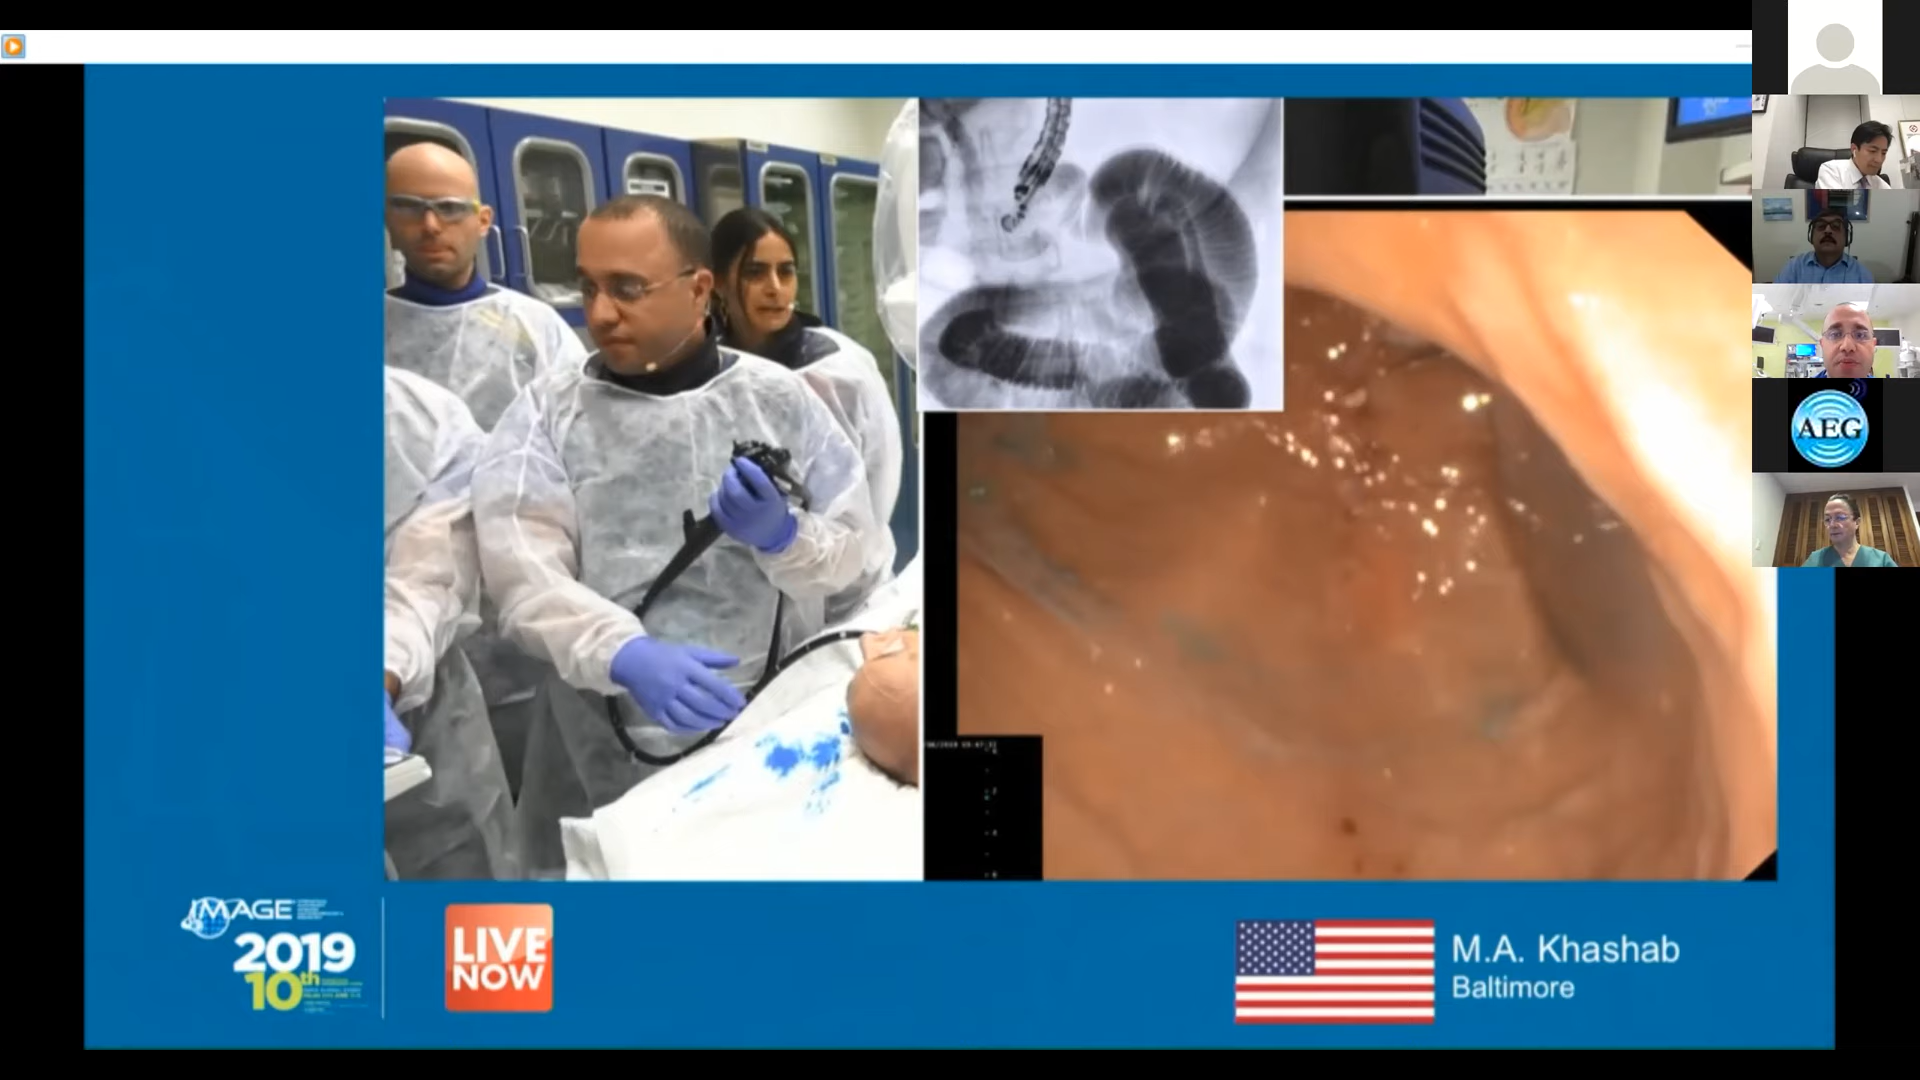 AEG
IMAGE
2019
10th
LIVE
NOW
M.A. Khashab
Baltimore